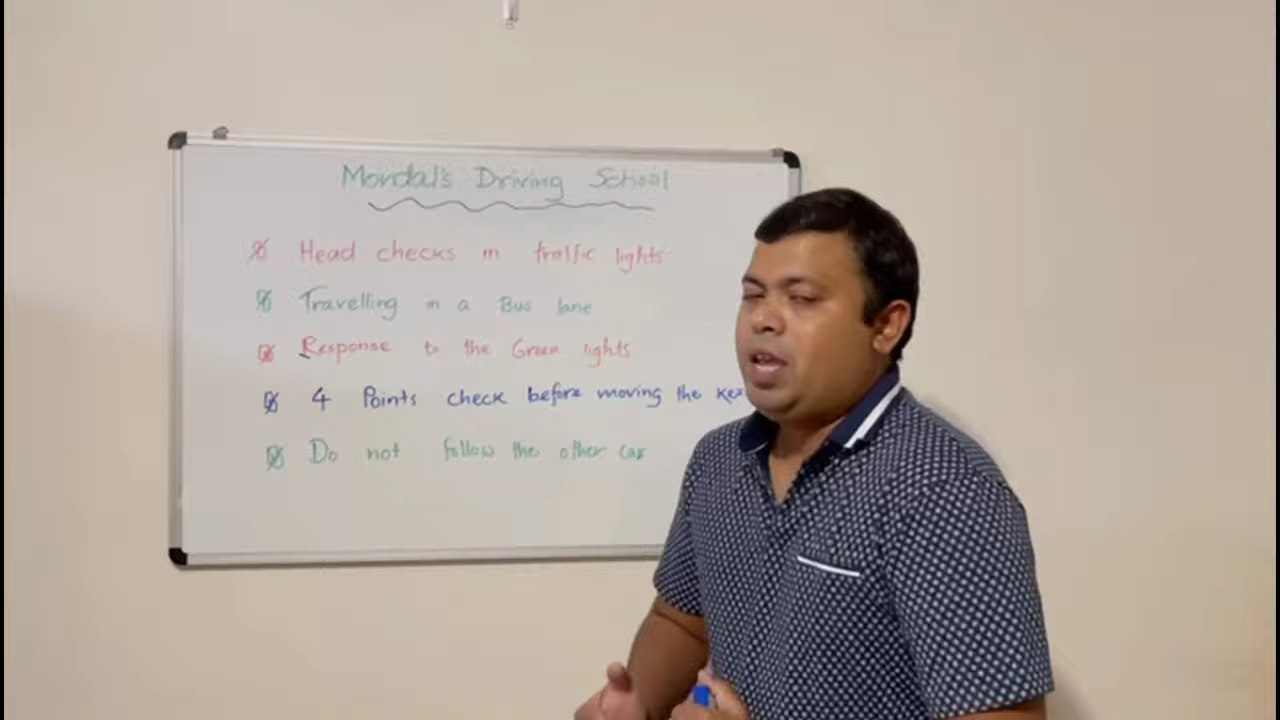 Mondal's Driving School
Head checks in traffic lights
Travelling in a Bus lane
Response to the Green lights
4 Points check before moving the
Do not follow the other car